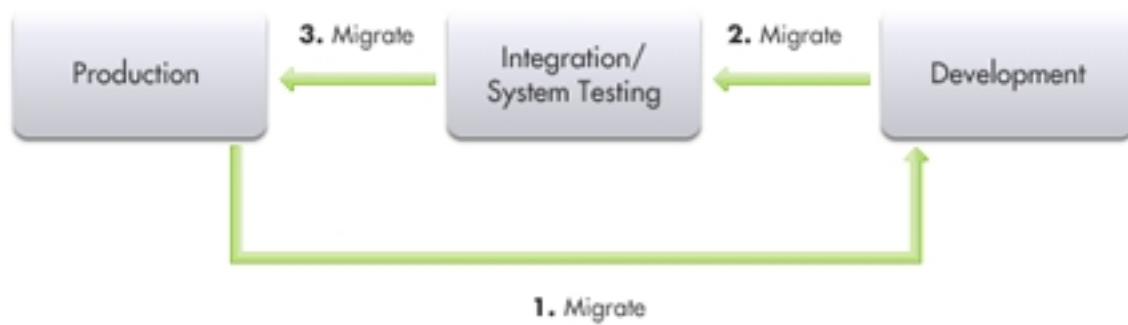 3. Migrate
2. Migrate
Production
Integration/
System Testing
Development
1. Migrate